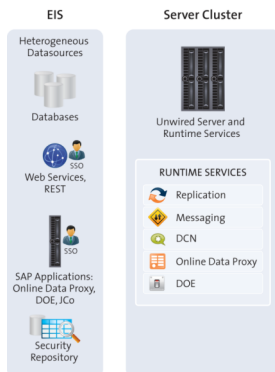 EIS
Heterogeneous
Datasources
Databases
SSO
Web Services,
REST
SSO
SAP Applications:
Online Data Proxy,
DOE, JCo
Security
Repository
Server Cluster
Unwired Server and
Runtime Services
RUNTIME SERVICES
Replication
Messaging
DCN
Online Data Proxy
DOE